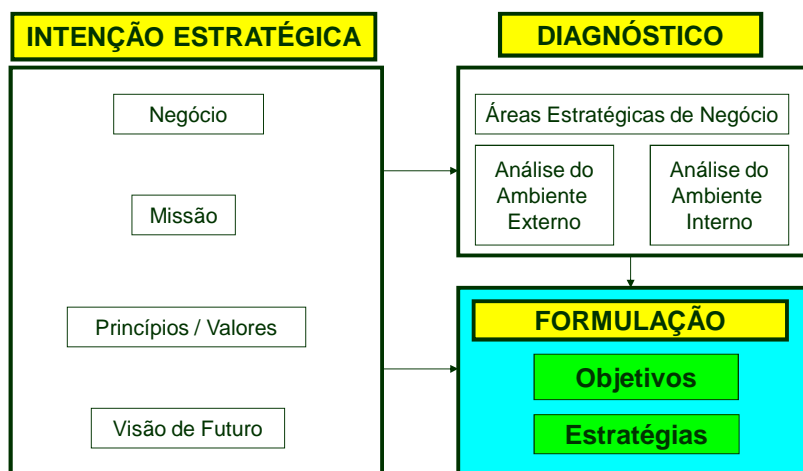 INTENÇÃO ESTRATÉGICA
Negócio
Missão
Princípios / Valores
Visão de Futuro
DIAGNÓSTICO
Áreas Estratégicas de Negócio
Análise do
Ambiente
Externo
Análise do
Ambiente
Interno
FORMULAÇÃO
Objetivos
Estratégias